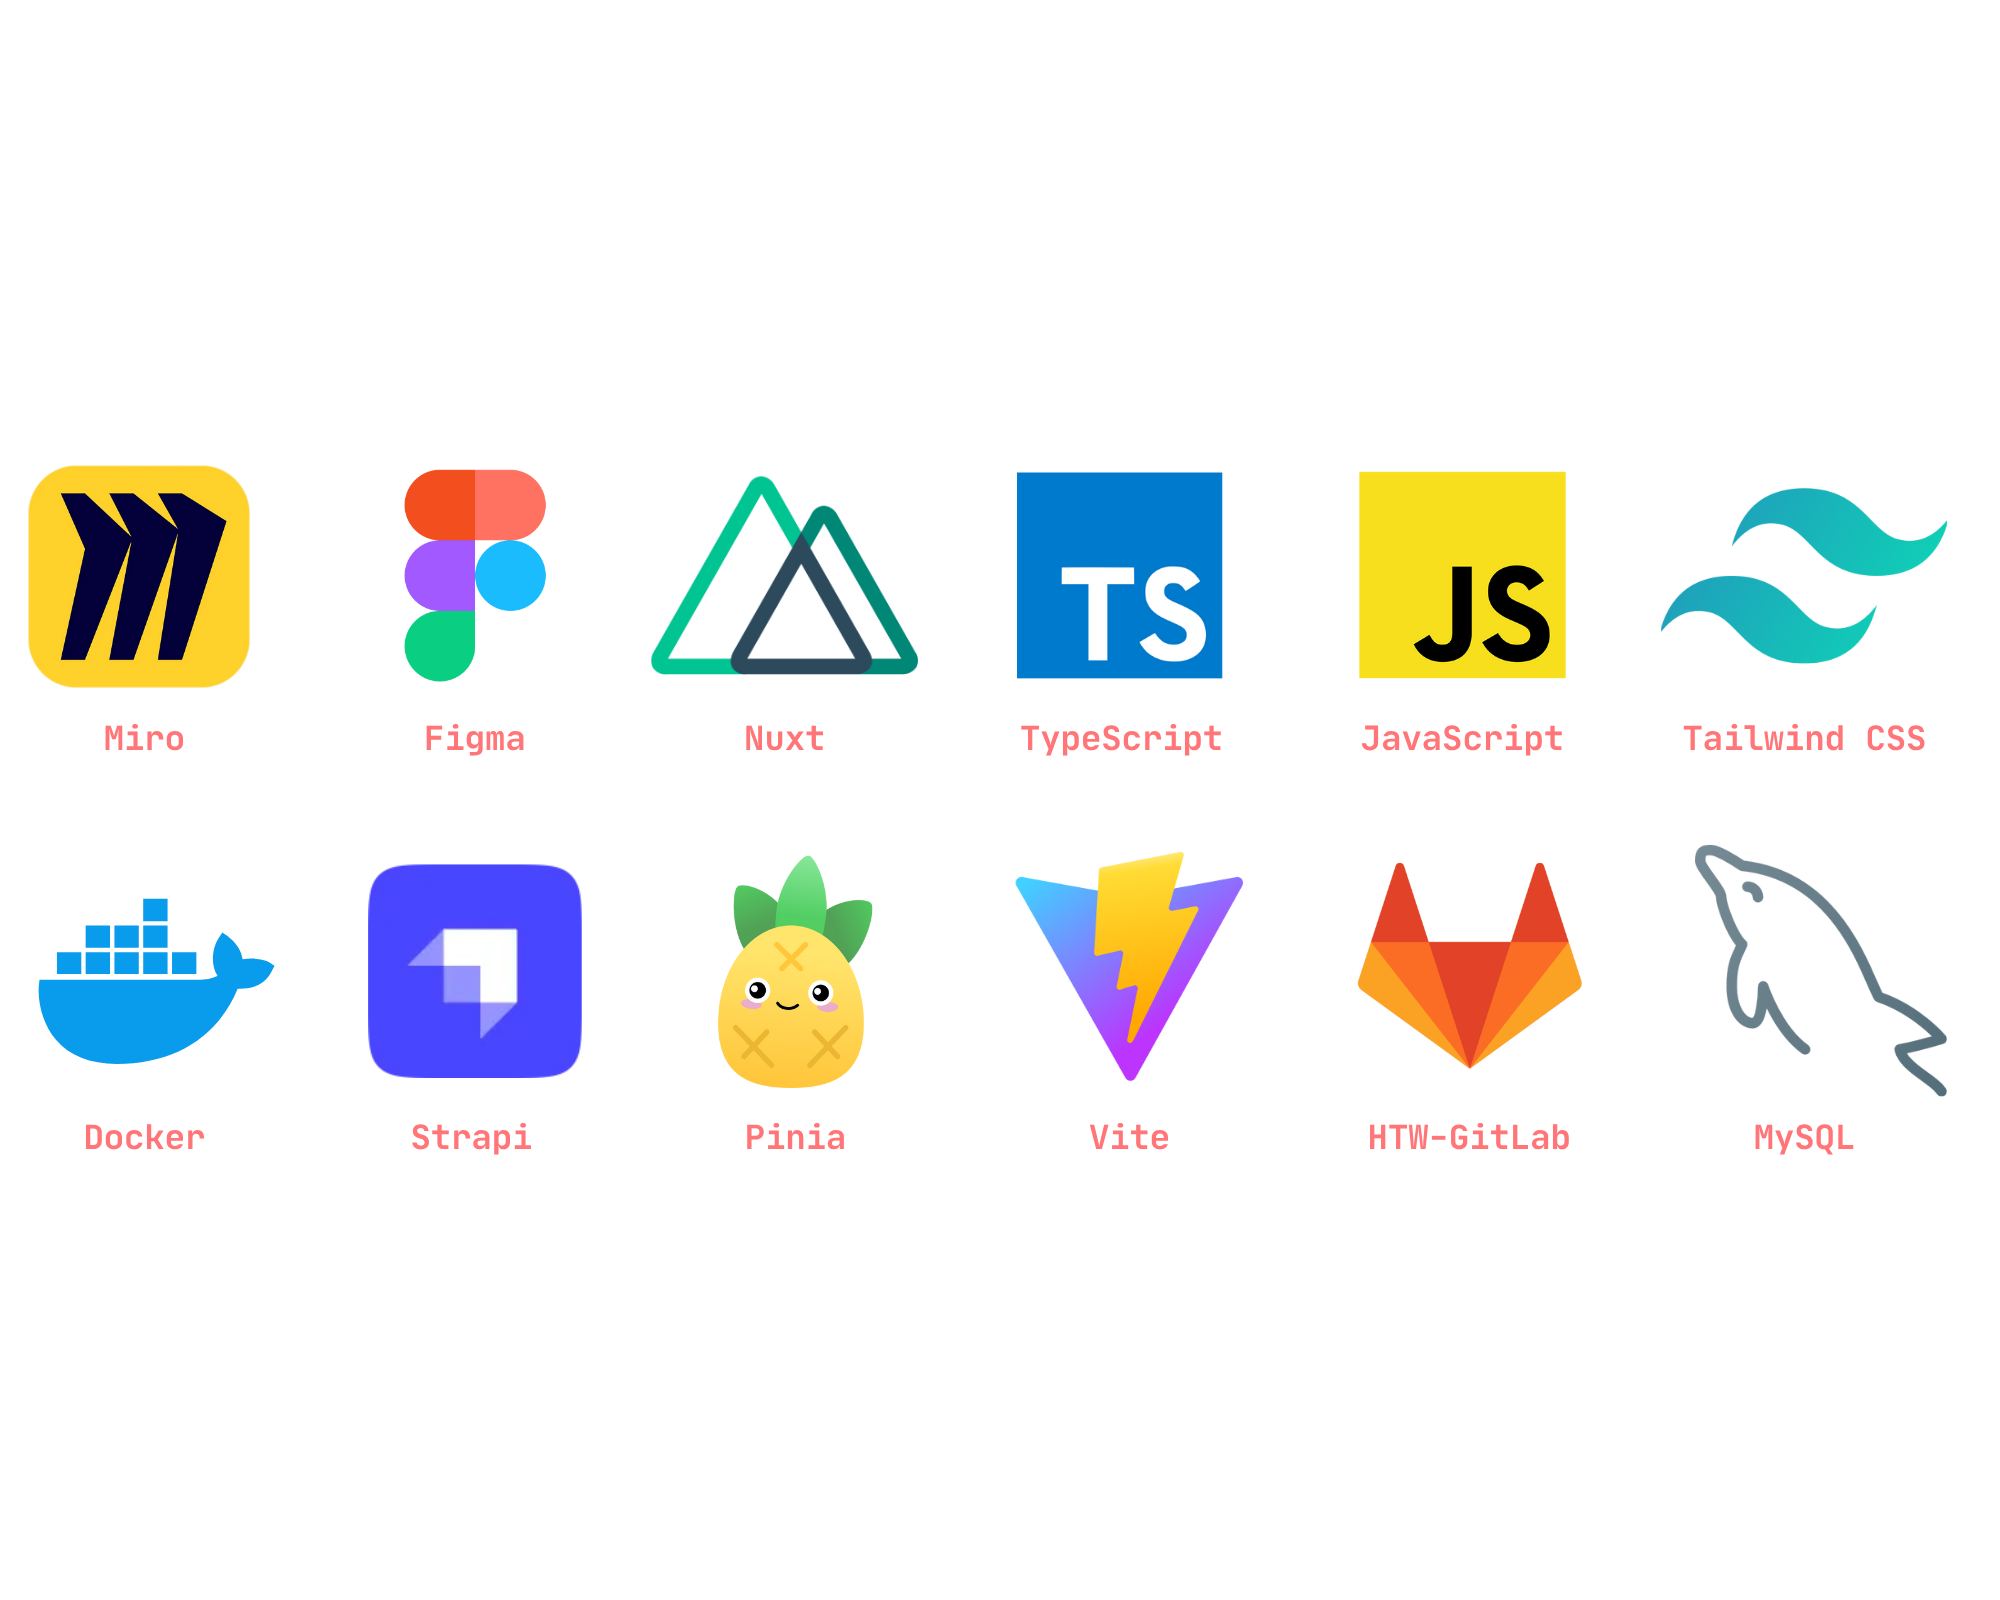 TS
JS
Miro
Figma
Nuxt
TypeScript
JavaScript
Tailwind CSS
Docker
Strapi
Pinia
Vite
HTW-GitLab
MySQL